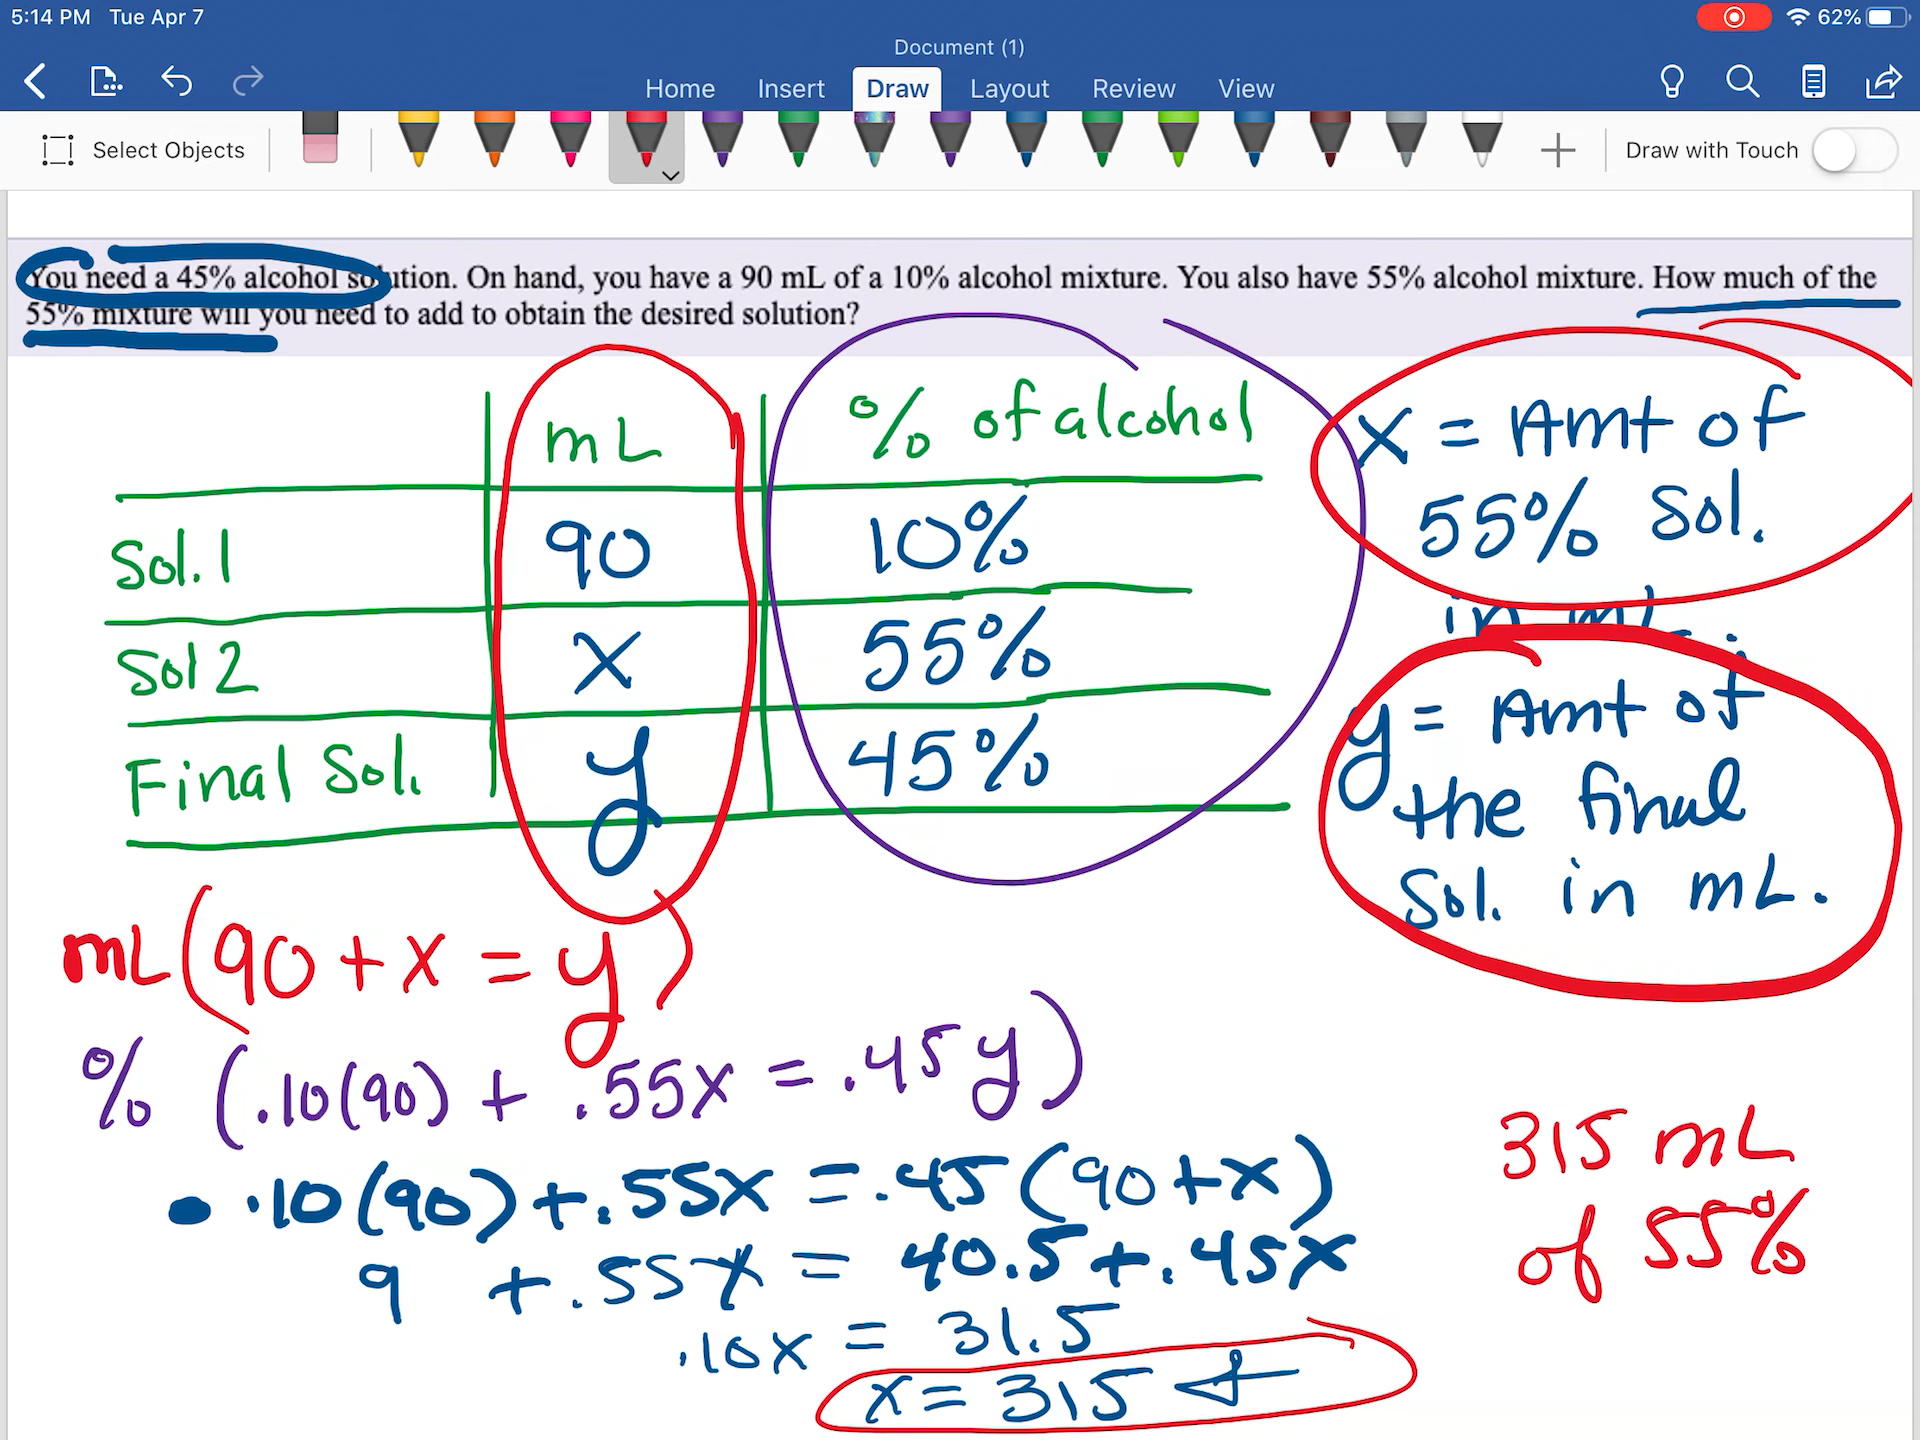 5:14 PM Tue Apr 7
62%
Document (1)
Home Insert Draw Layout Review View
Select Objects
Draw with Touch
You need a 45% alcohol solution. On hand, you have a 90 mL of a 10% alcohol mixture. You also have 55% alcohol mixture. How much of the
55% mixture will you need to add to obtain the desired solution?
mL % of alcohol
Sol. 1 90 10%
Sol 2 x 55%
Final Sol. y 45%
x = Amt of
55% Sol.
in mL.
y = Amt of
the final
Sol. in mL.
mL (90 + x = y)
% (.10(90) + .55x = .45y)
.10(90) + .55x = .45(90+x)
9 + .55x = 40.5 + .45x
.10x = 31.5
x = 315
315 mL
of 55%